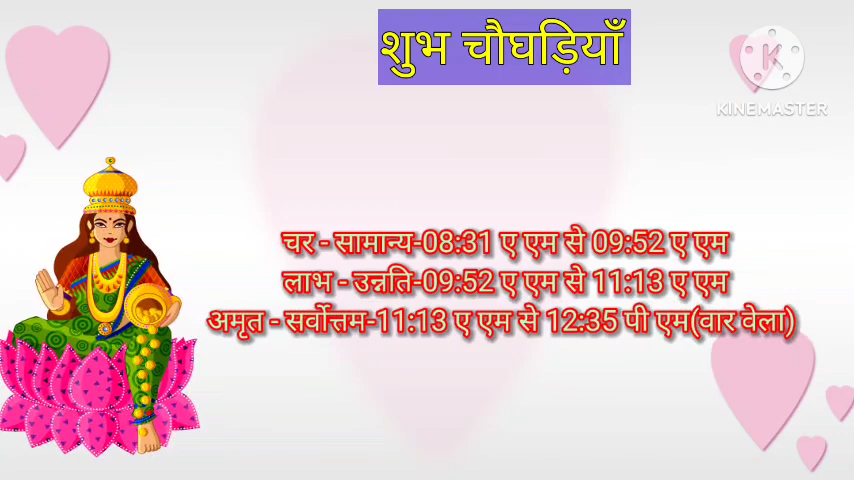 शुभ चौघड़ियाँ
KINEMASTER
चर - सामान्य-08:31 ए एम से 09:52 ए एम
लाभ - उन्नति-09:52 ए एम से 11:13 ए एम
अमृत - सर्वोत्तम-11:13 ए एम से 12:35 पी एम(वार वेला)